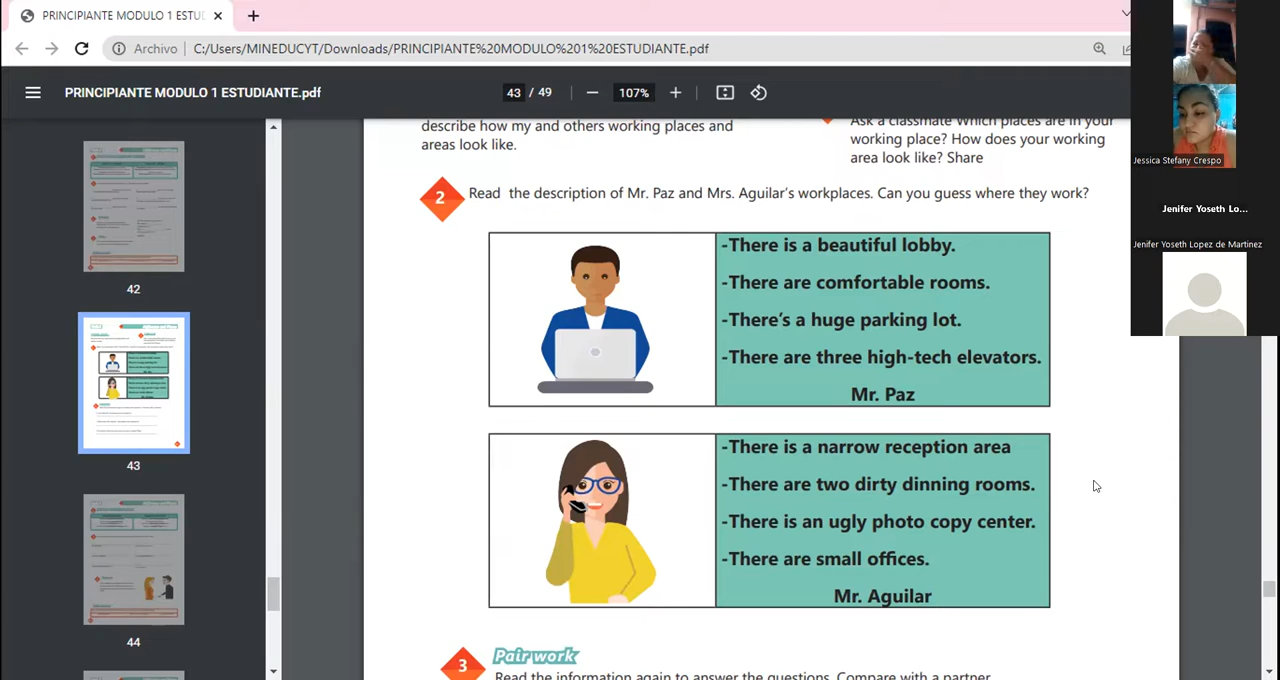 PRINCIPIANTE MODULO 1 ESTUD
Archivo C:/Users/MINEDUCYT/Downloads/PRINCIPIANTE%20MODULO%201%20ESTUDIANTE.pdf
PRINCIPIANTE MODULO 1 ESTUDIANTE.pdf
43 / 49
107%
Jessica Stefany Crespo
Jenifer Yoseth Lo...
Jenifer Yoseth Lopez de Martinez
42
43
44
describe how my and others working places and
areas look like.
Ask a classmate Which places are in your
working place? How does your working
area look like? Share
2
Read the description of Mr. Paz and Mrs. Aguilar's workplaces. Can you guess where they work?
-There is a beautiful lobby.
-There are comfortable rooms.
-There's a huge parking lot.
-There are three high-tech elevators.
Mr. Paz
-There is a narrow reception area
-There are two dirty dinning rooms.
-There is an ugly photo copy center.
-There are small offices.
Mr. Aguilar
3
Pair work
Read the information again to answer the questions. Compare with a partner